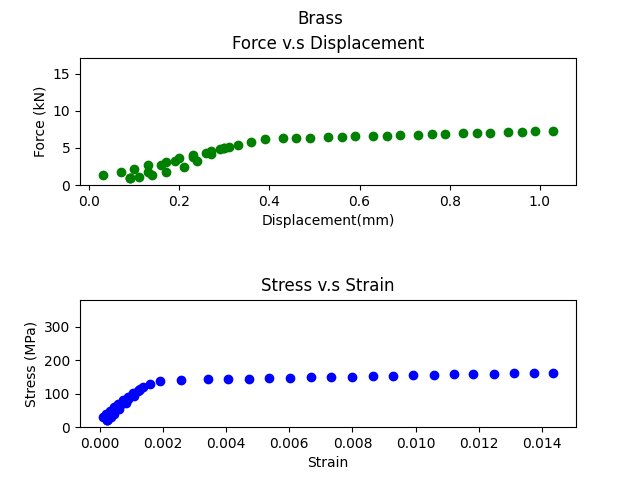 Brass
Force v.s Displacement
15
10
5
0
Force (kN)
0.0 0.2 0.4 0.6 0.8 1.0
Displacement(mm)
Stress v.s Strain
300
200
100
0
Stress (MPa)
0.000 0.002 0.004 0.006 0.008 0.010 0.012 0.014
Strain